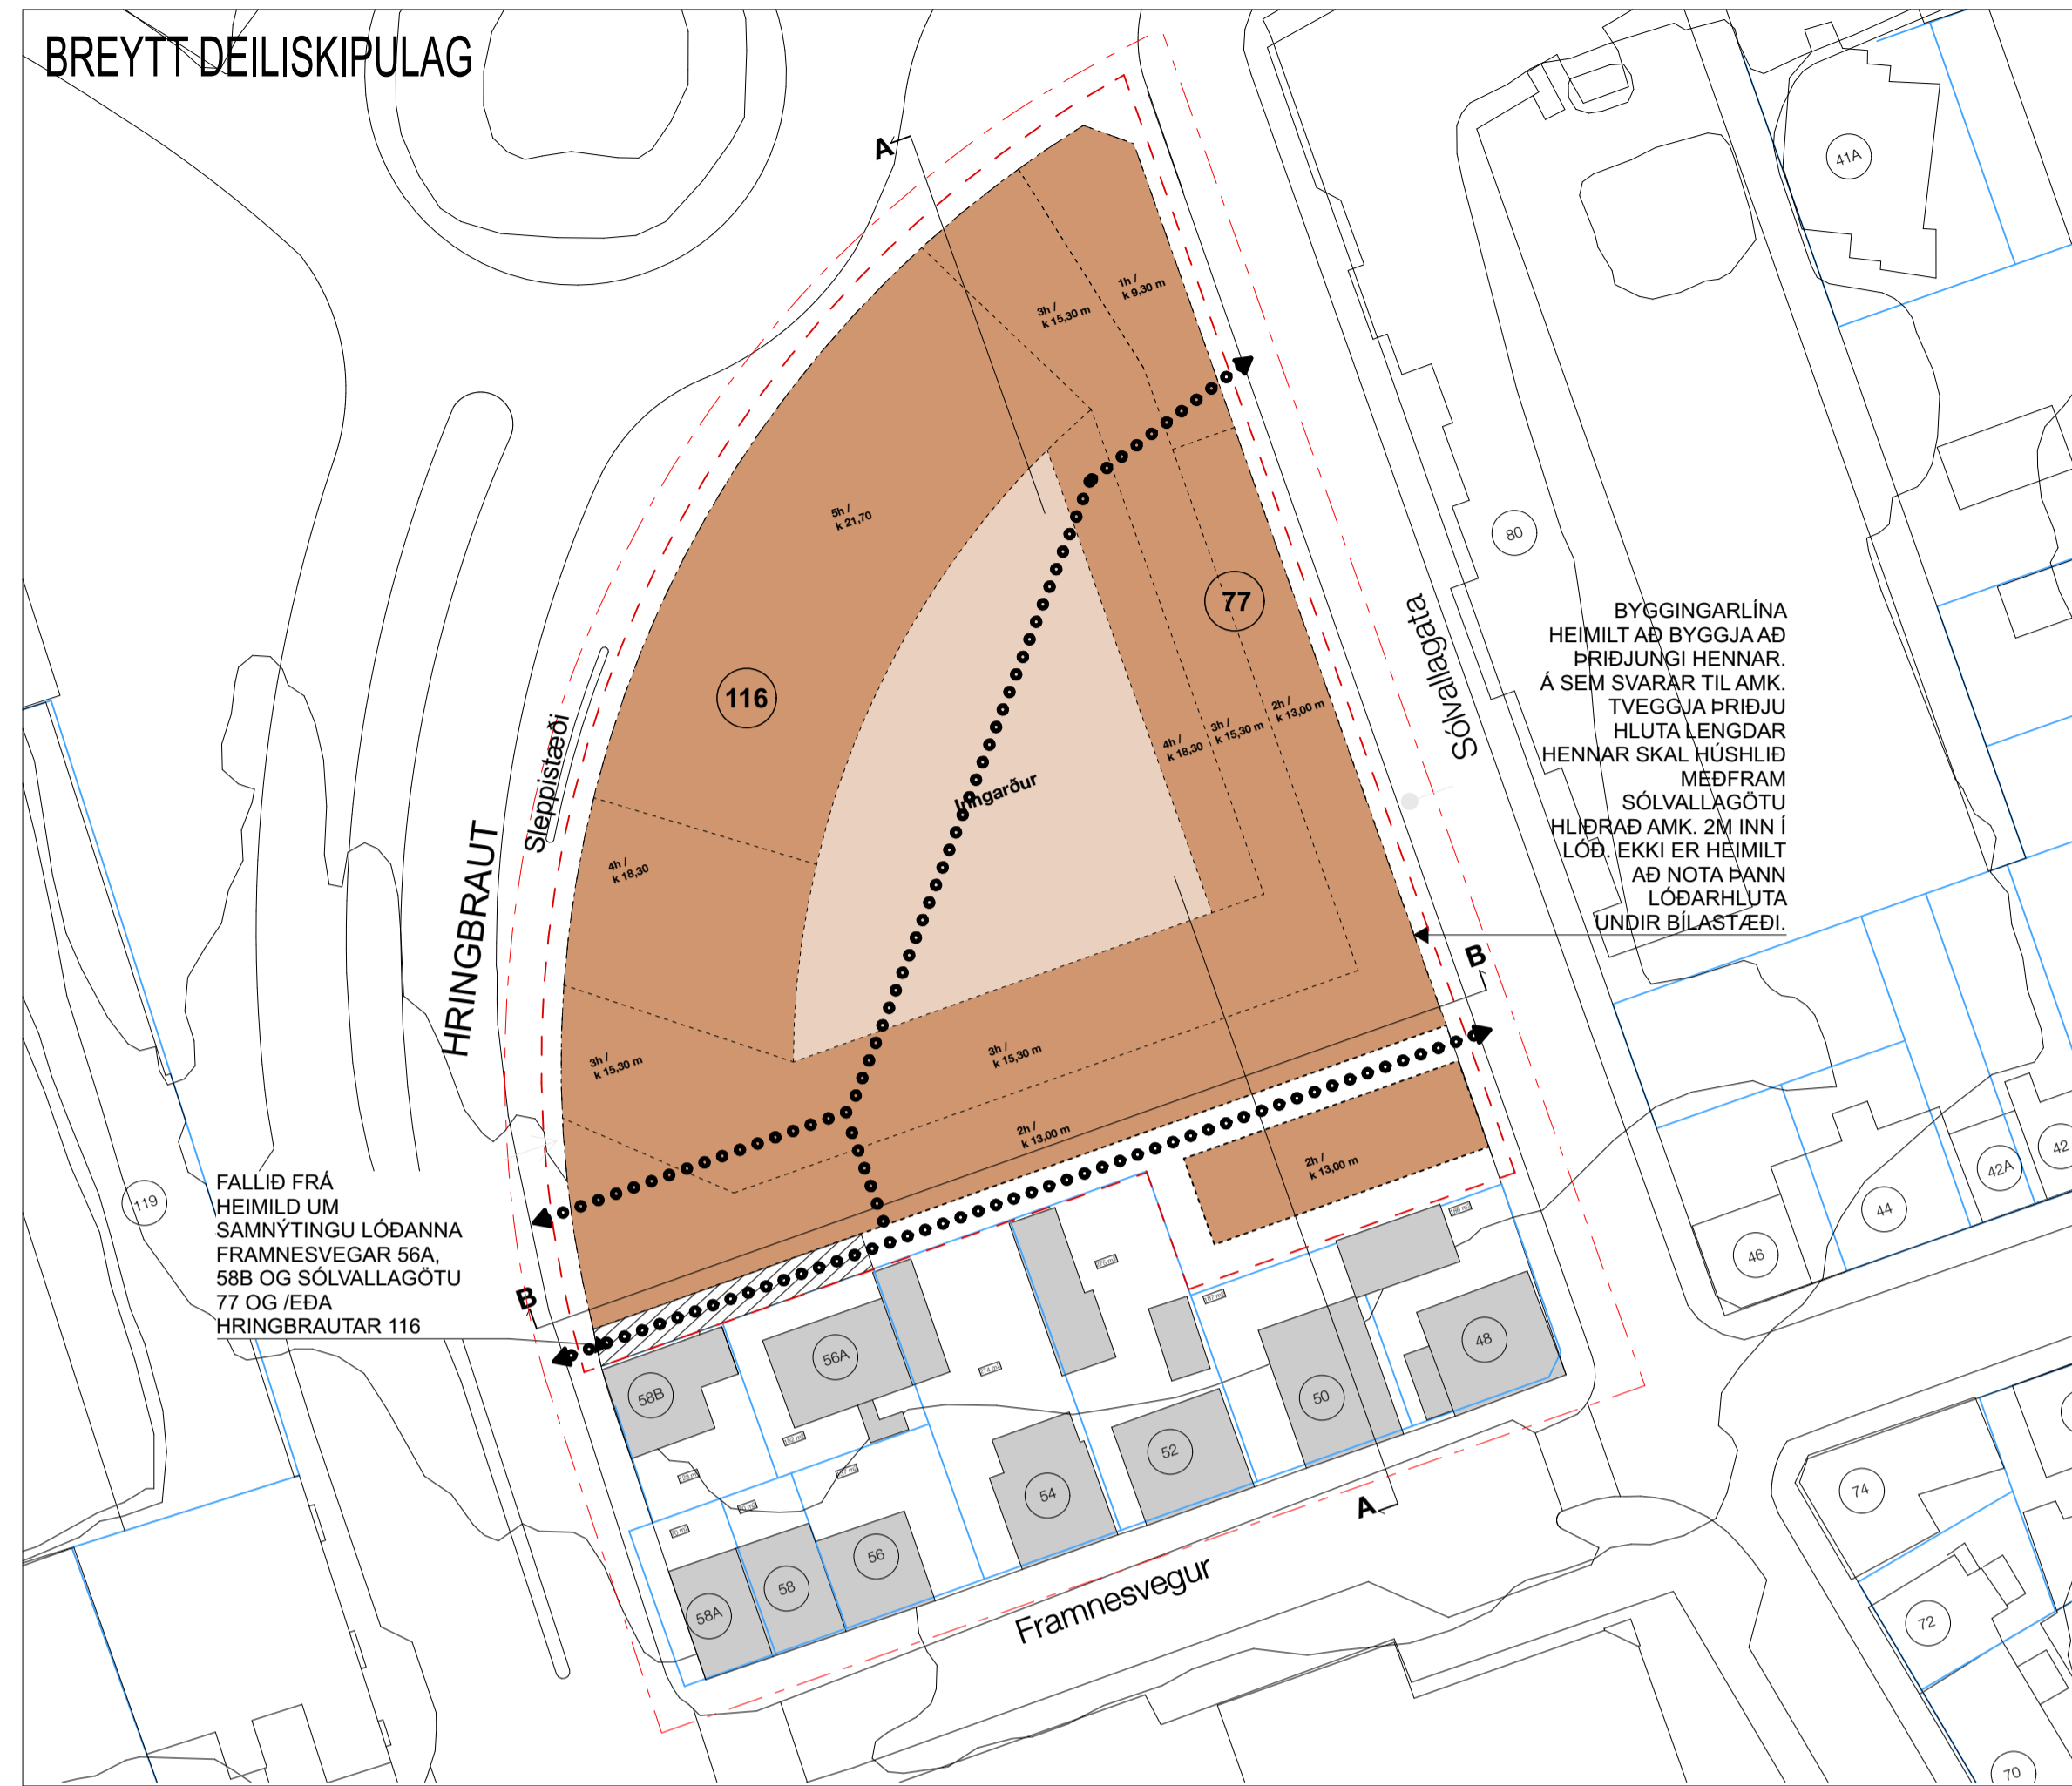 BREYTT DEILISKIPULAG
A
41A
1h /
k 9,30 m
3h /
k 15,30 m
5h /
k 21,70
80
77
116
Sólvallagata
BYGGINGARLÍNA
HEIMILT AÐ BYGGJA AÐ
ÞRIÐJUNGI HENNAR.
Á SEM SVARAR TIL AMK.
TVEGGJA ÞRIÐJU
HLUTA LENGDAR
HENNAR SKAL HÚSHLIÐ
MEÐFRAM
SÓLVALLAGÖTU
HLIÐRAÐ AMK. 2M INN Í
LÓÐ. EKKI ER HEIMILT
AÐ NOTA ÞANN
LÓÐARHLUTA
UNDIR BÍLASTÆÐI.
2h /
k 13,00 m
3h /
k 15,30 m
4h /
k 18,30
Sleppistæði
Inngarður
HRINGBRAUT
4h /
k 18,30
B
3h /
k 15,30 m
3h /
k 15,30 m
2h /
k 13,00 m
2h /
k 13,00 m
119
FALLIÐ FRÁ
HEIMILD UM
SAMNÝTINGU LÓÐANNA
FRAMNESVEGAR 56A,
58B OG SÓLVALLAGÖTU
77 OG /EÐA
HRINGBRAUTAR 116
B
42
42A
44
46
48
50
52
54
56A
58B
56
58
58A
A
74
72
70
Framnesvegur